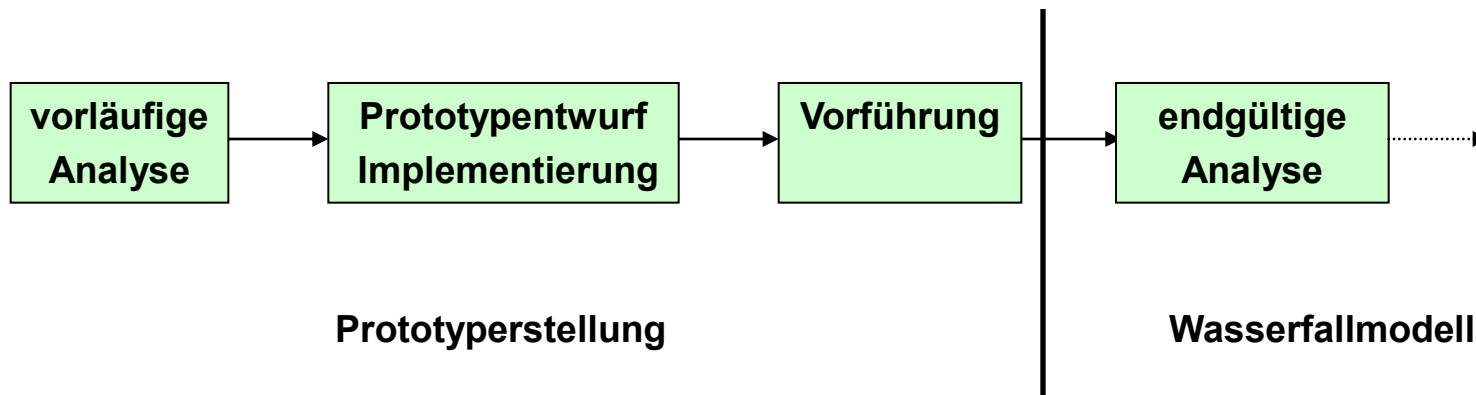 vorläufige
Analyse
Prototypentwurf
Implementierung
Vorführung
endgültige
Analyse
Prototyperstellung
Wasserfallmodell